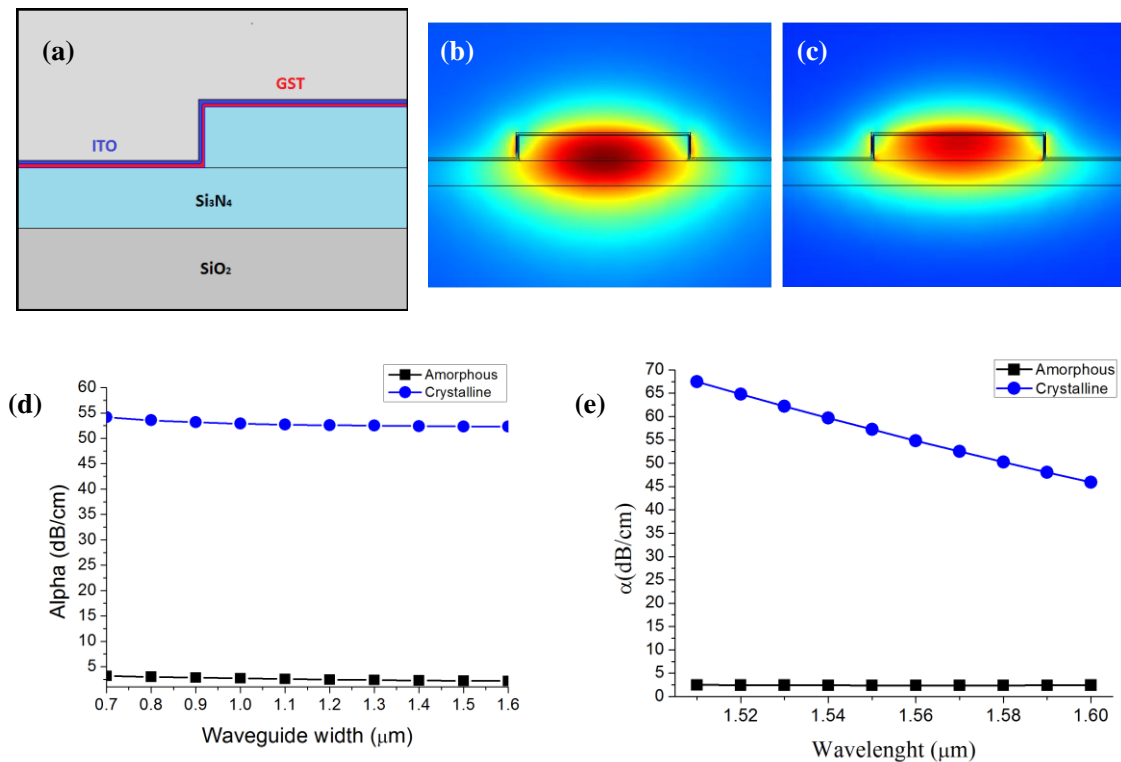 (a)
GST
ITO
Si₃N₄
SiO₂
(b)
(c)
(d)
Amorphous
Crystalline
60
55
50
45
40
35
30
25
20
15
10
5
Alpha (dB/cm)
0.7 0.8 0.9 1.0 1.1 1.2 1.3 1.4 1.5 1.6
Waveguide width (μm)
(e)
Amorphous
Crystalline
70
65
60
55
50
45
40
35
30
25
20
15
10
5
0
α(dB/cm)
1.52 1.54 1.56 1.58 1.60
Wavelenght (μm)